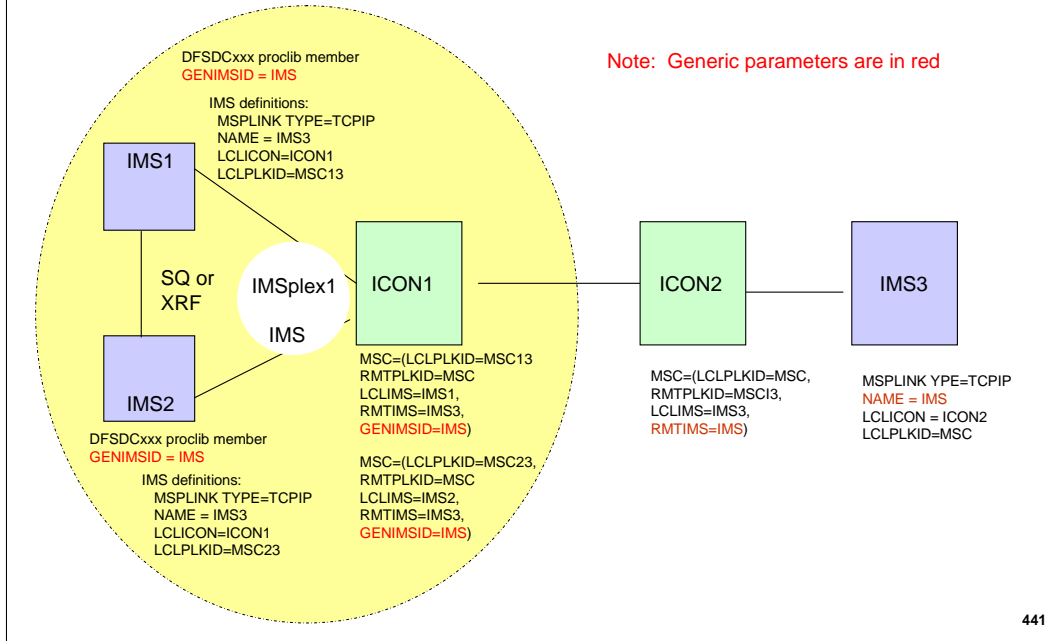 DFSDCxxx proclib member
GENIMSID = IMS
Note: Generic parameters are in red
IMS definitions:
MSPLINK TYPE=TCPIP
NAME = IMS3
LCLICON=ICON1
LCLPLKID=MSC13
IMS1
SQ or
XRF
IMSplex1
IMS
ICON1
ICON2
IMS3
IMS2
MSC=(LCLPLKID=MSC13
RMTPLKID=MSC
LCLIMS=IMS1,
RMTIMS=IMS3,
GENIMSID=IMS)
MSC=(LCLPLKID=MSC23,
RMTPLKID=MSC
LCLIMS=IMS2,
RMTIMS=IMS3,
GENIMSID=IMS)
MSC=(LCLPLKID=MSC,
RMTPLKID=MSCI3,
LCLIMS=IMS3,
RMTIMS=IMS)
MSPLINK YPE=TCPIP
NAME = IMS
LCLICON = ICON2
LCLPLKID=MSC
DFSDCxxx proclib member
GENIMSID = IMS
IMS definitions:
MSPLINK TYPE=TCPIP
NAME = IMS3
LCLICON=ICON1
LCLPLKID=MSC23
441